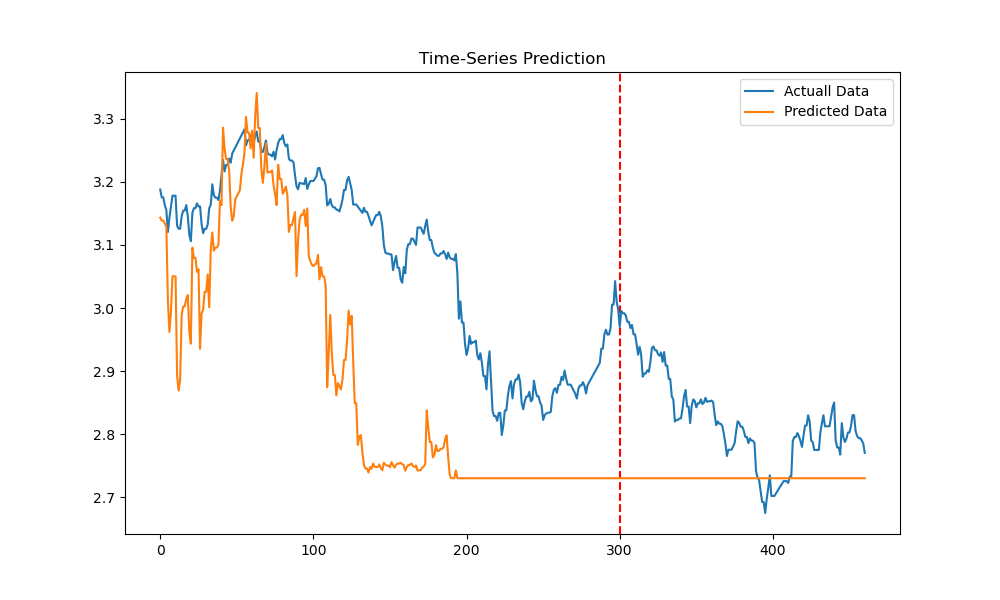 Time-Series Prediction
Actuall Data
Predicted Data
3.3
3.2
3.1
3.0
2.9
2.8
2.7
0 100 200 300 400